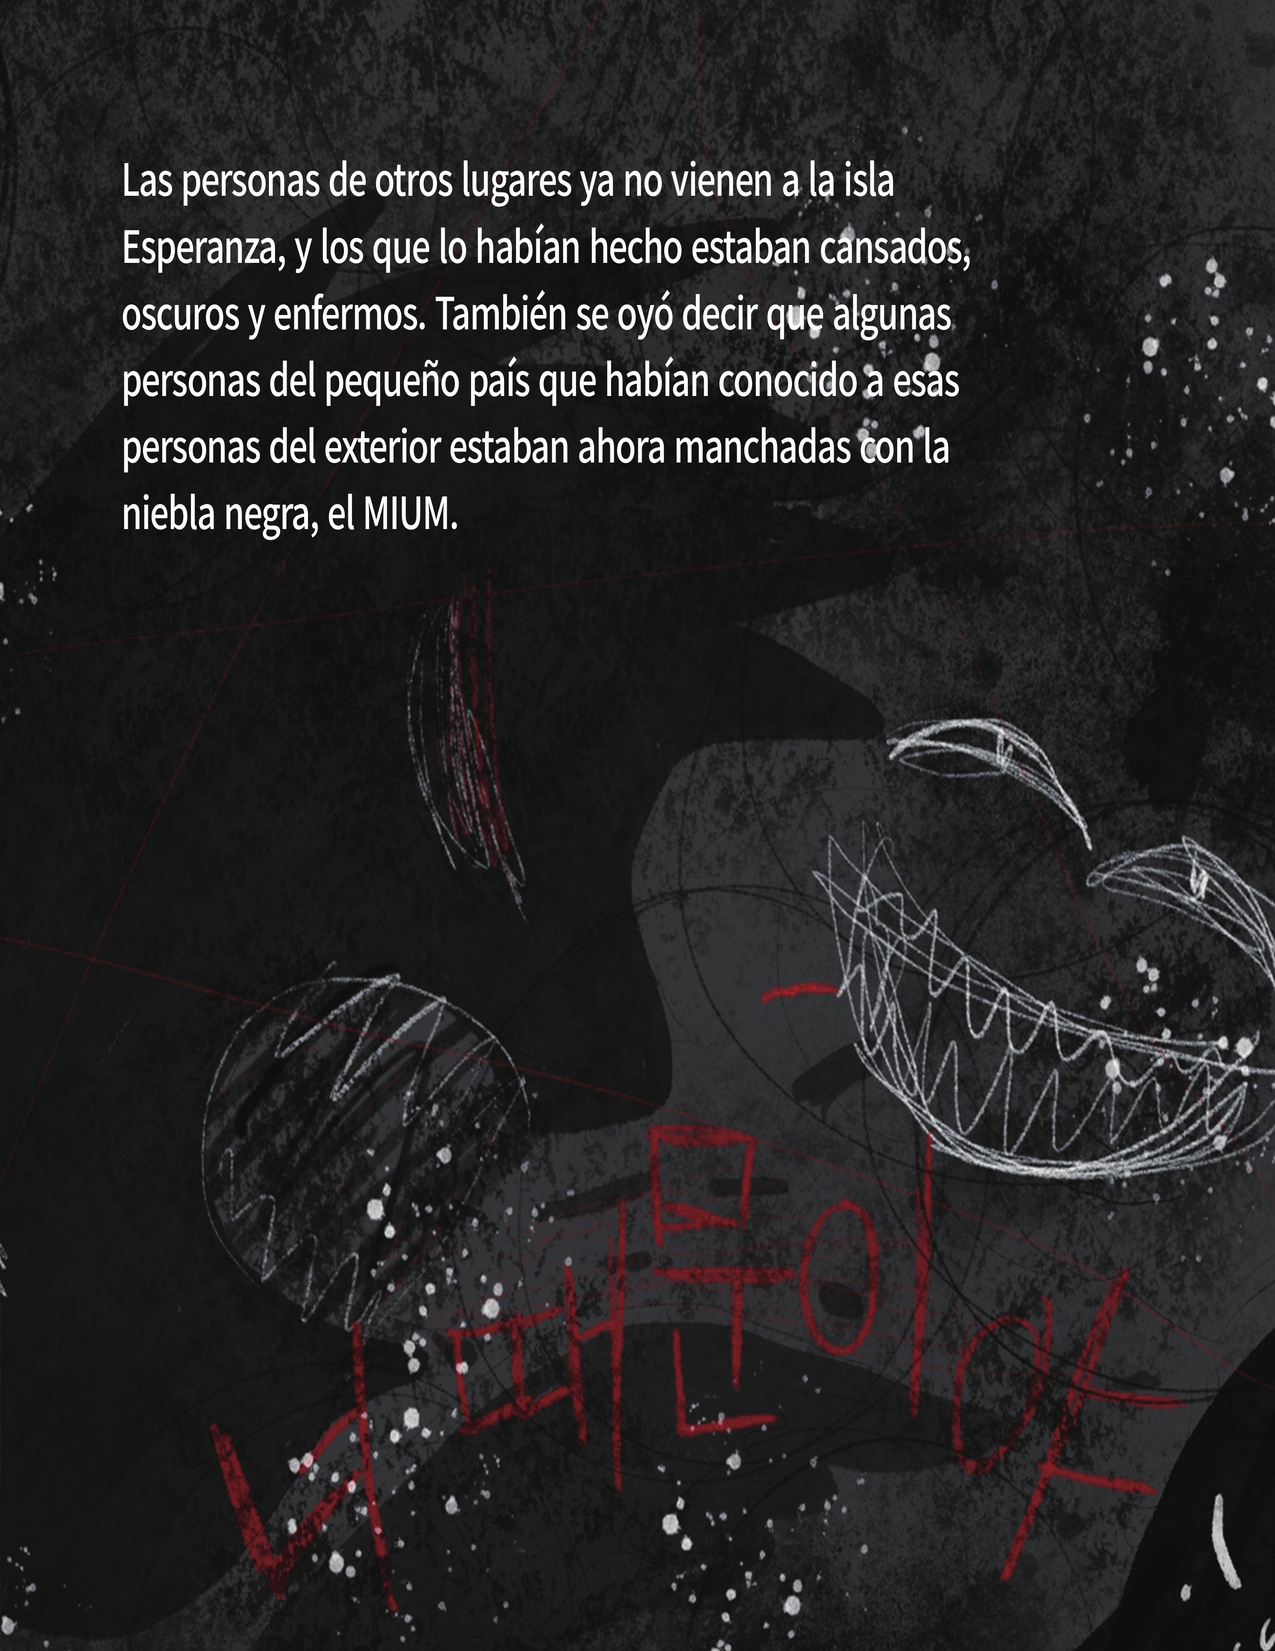 Las personas de otros lugares ya no vienen a la isla
Esperanza, y los que lo habían hecho estaban cansados,
oscuros y enfermos. También se oyó decir que algunas
personas del pequeño país que habían conocido a esas
personas del exterior estaban ahora manchadas con la
niebla negra, el MIUM.
너 때문이야